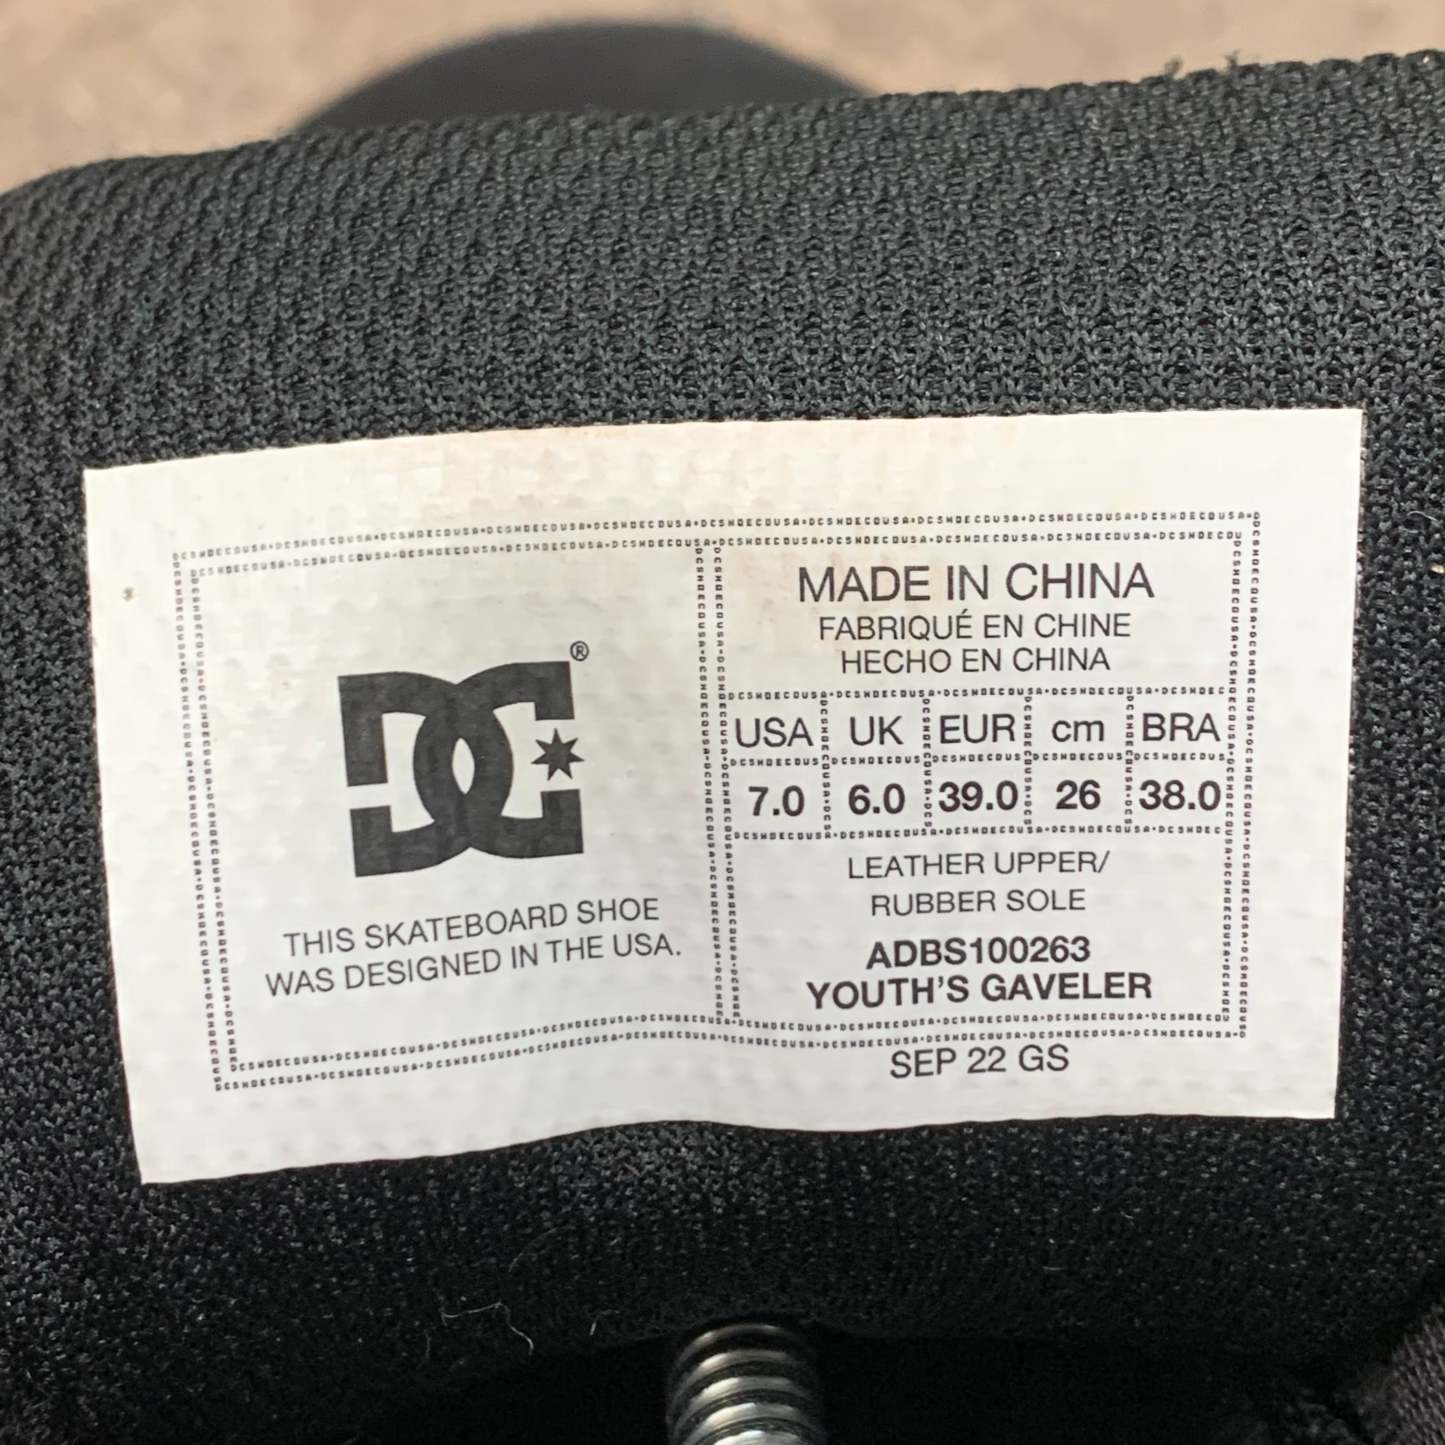 DC®
THIS SKATEBOARD SHOE
WAS DESIGNED IN THE USA.
MADE IN CHINA
FABRIQUÉ EN CHINE
HECHO EN CHINA
USA UK EUR cm BRA
7.0 6.0 39.0 26 38.0
LEATHER UPPER/
RUBBER SOLE
ADBS100263
YOUTH'S GAVELER
SEP 22 GS